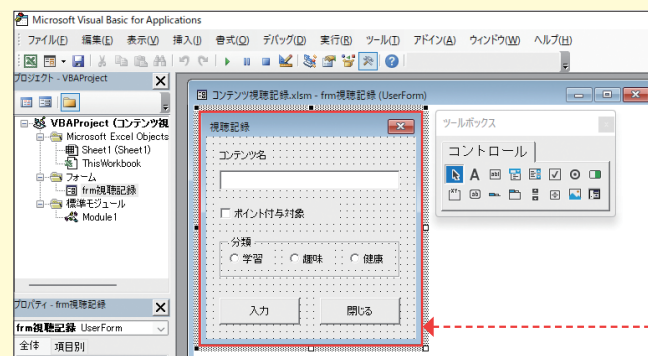 Microsoft Visual Basic for Applications
ファイル(F) 編集(E) 表示(V) 挿入(I) 書式(O) デバッグ(D) 実行(R) ツール(T) アドイン(A) ウィンドウ(W) ヘルプ(H)
プロジェクト - VBAProject
VBAProject (コンテンツ視
Microsoft Excel Objects
Sheet1 (Sheet1)
ThisWorkbook
フォーム
frm視聴記録
標準モジュール
Module1
プロパティ - frm視聴記録
frm視聴記録 UserForm
全体 項目別
コンテンツ視聴記録.xlsm - frm視聴記録 (UserForm)
視聴記録
コンテンツ名
ポイント付与対象
分類
学習 趣味 健康
入力 閉じる
ツールボックス
コントロール